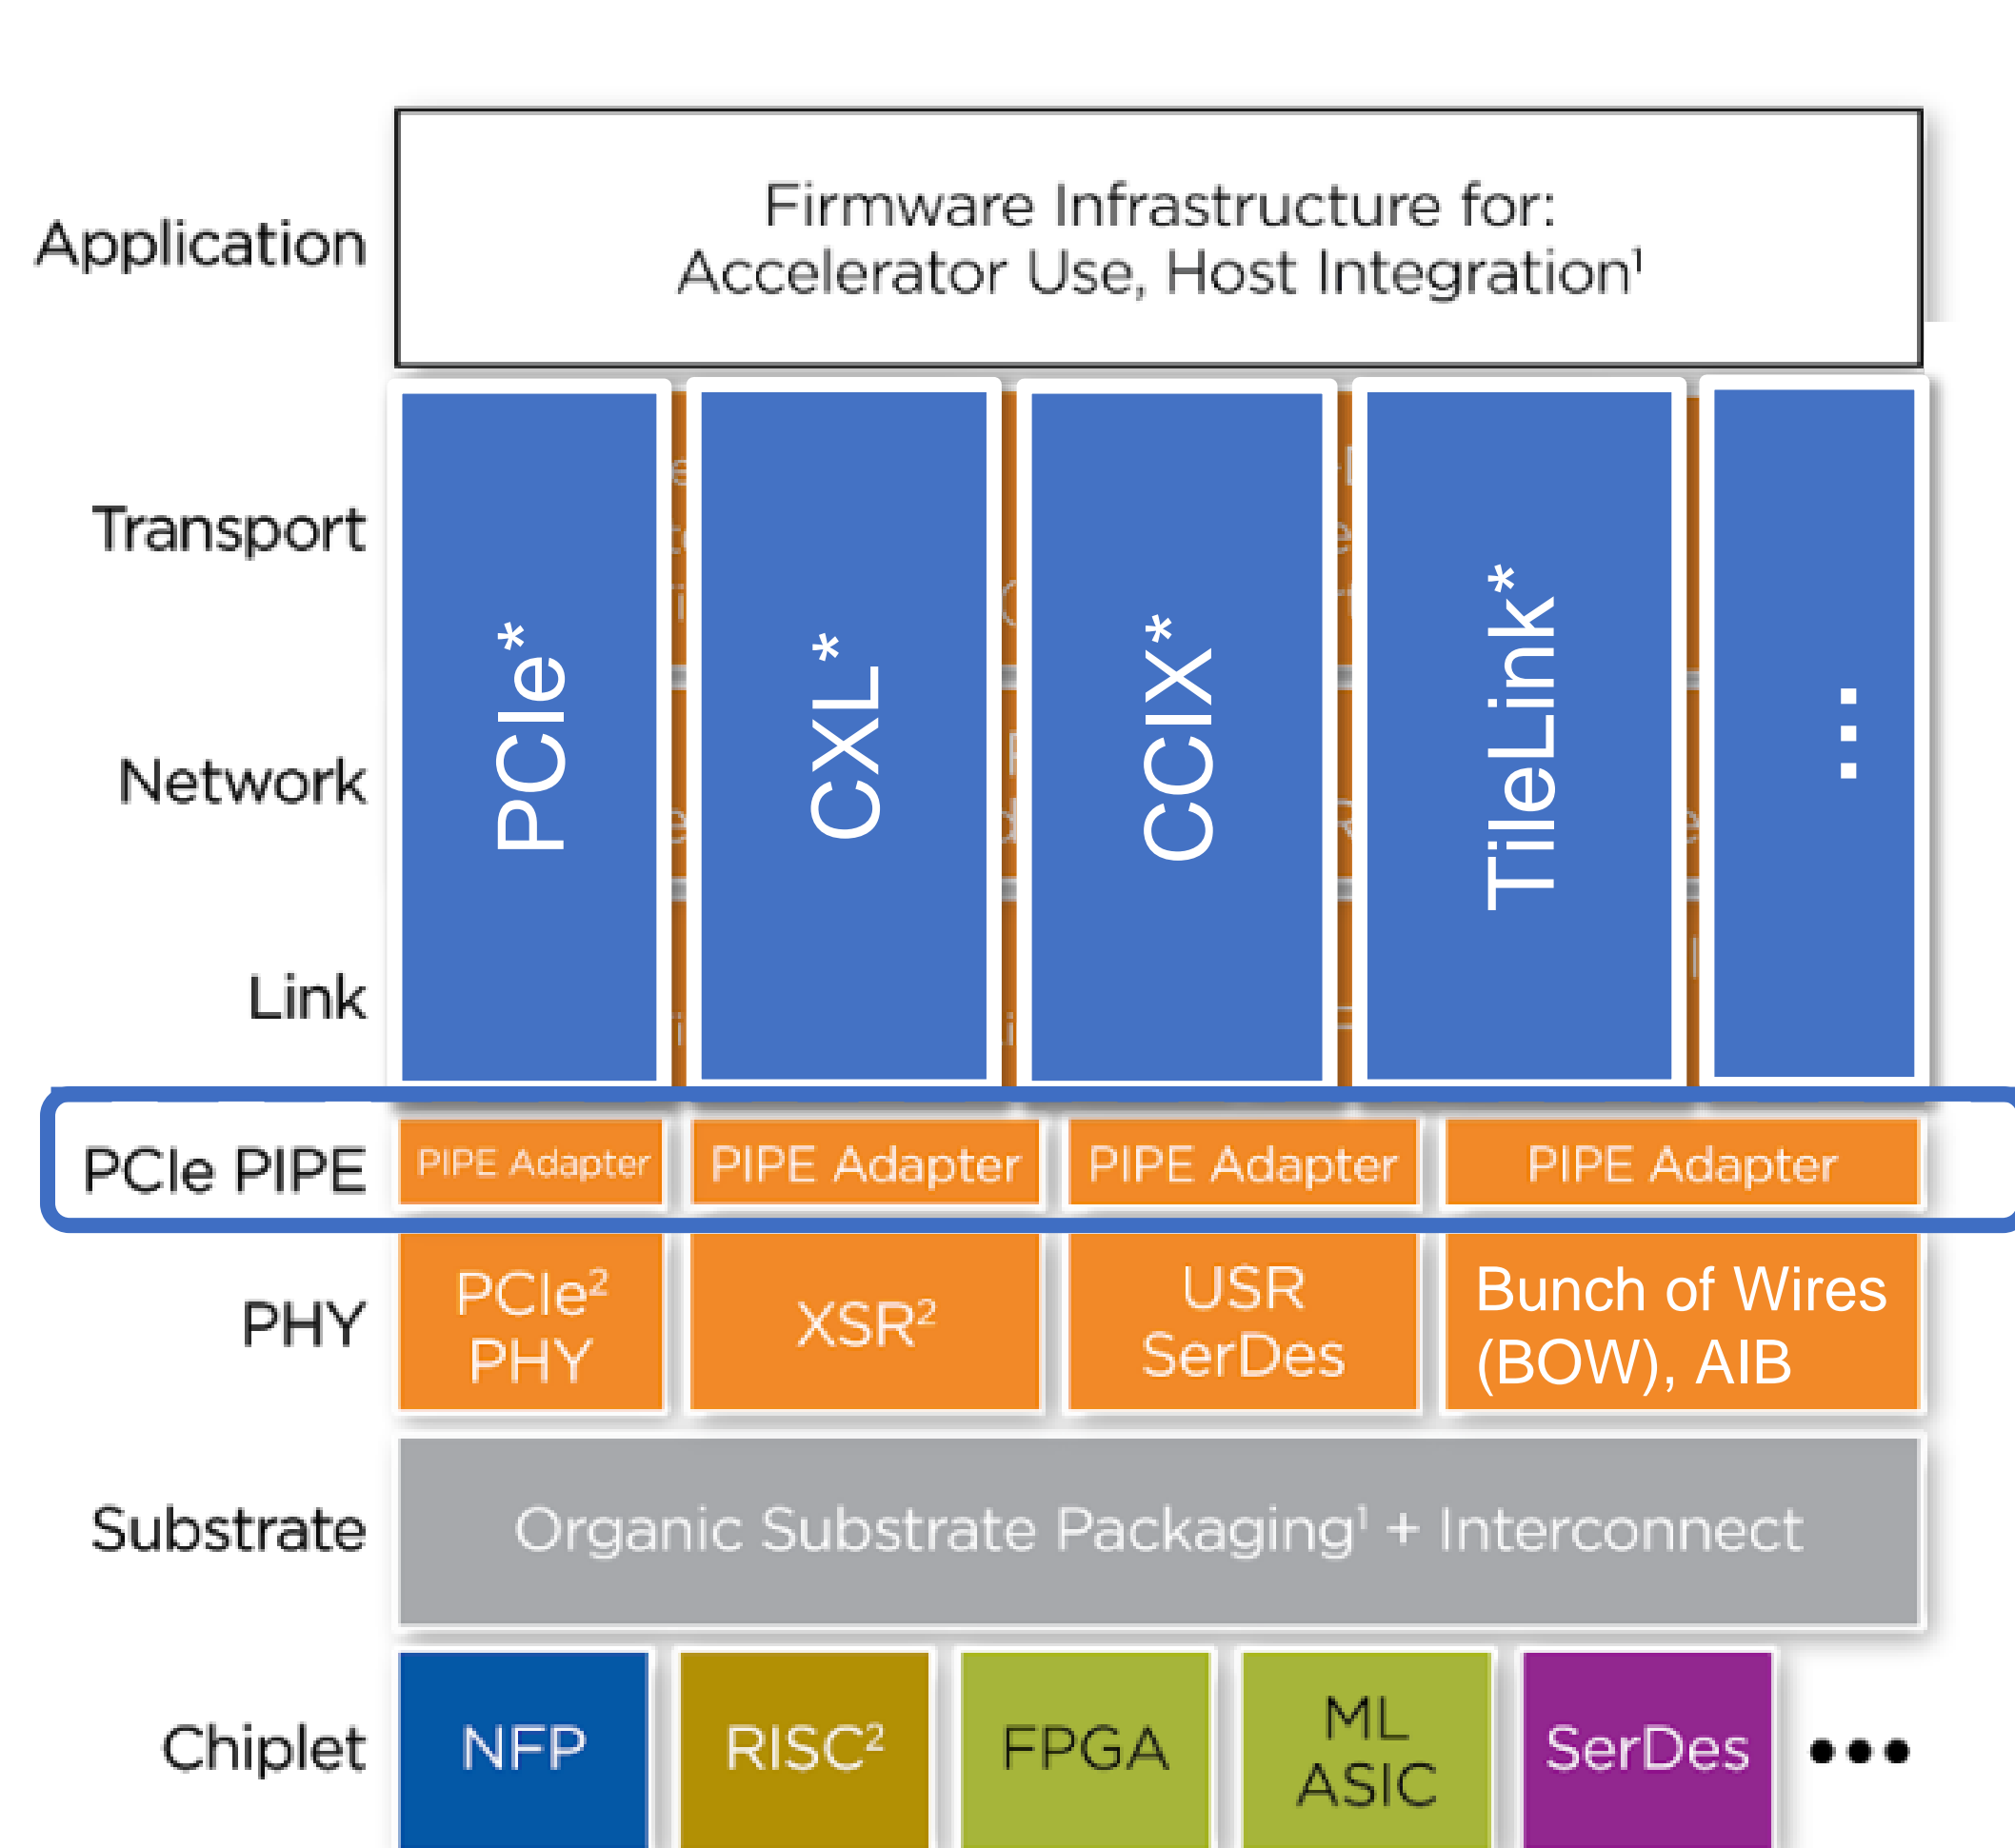 Application
Firmware Infrastructure for:
Accelerator Use, Host Integration¹
Transport
Network
Link
PCIe*
CXL*
CCIX*
TileLink*
...
PCIe PIPE
PIPE Adapter
PIPE Adapter
PIPE Adapter
PIPE Adapter
PHY
PCIe²
PHY
XSR²
USR
SerDes
Bunch of Wires
(BOW), AIB
Substrate
Organic Substrate Packaging¹ + Interconnect
Chiplet
NFP
RISC²
FPGA
ML
ASIC
SerDes
•••